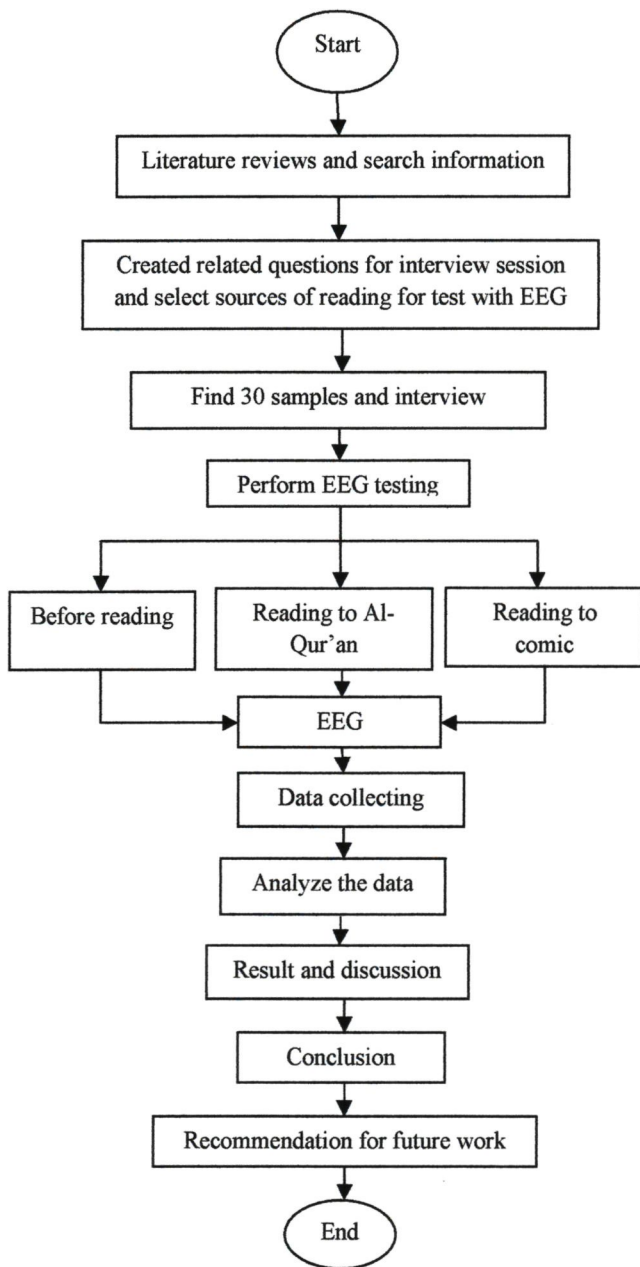 Start
Literature reviews and search information
Created related questions for interview session
and select sources of reading for test with EEG
Find 30 samples and interview
Perform EEG testing
Before reading
Reading to Al-
Qur'an
Reading to
comic
EEG
Data collecting
Analyze the data
Result and discussion
Conclusion
Recommendation for future work
End